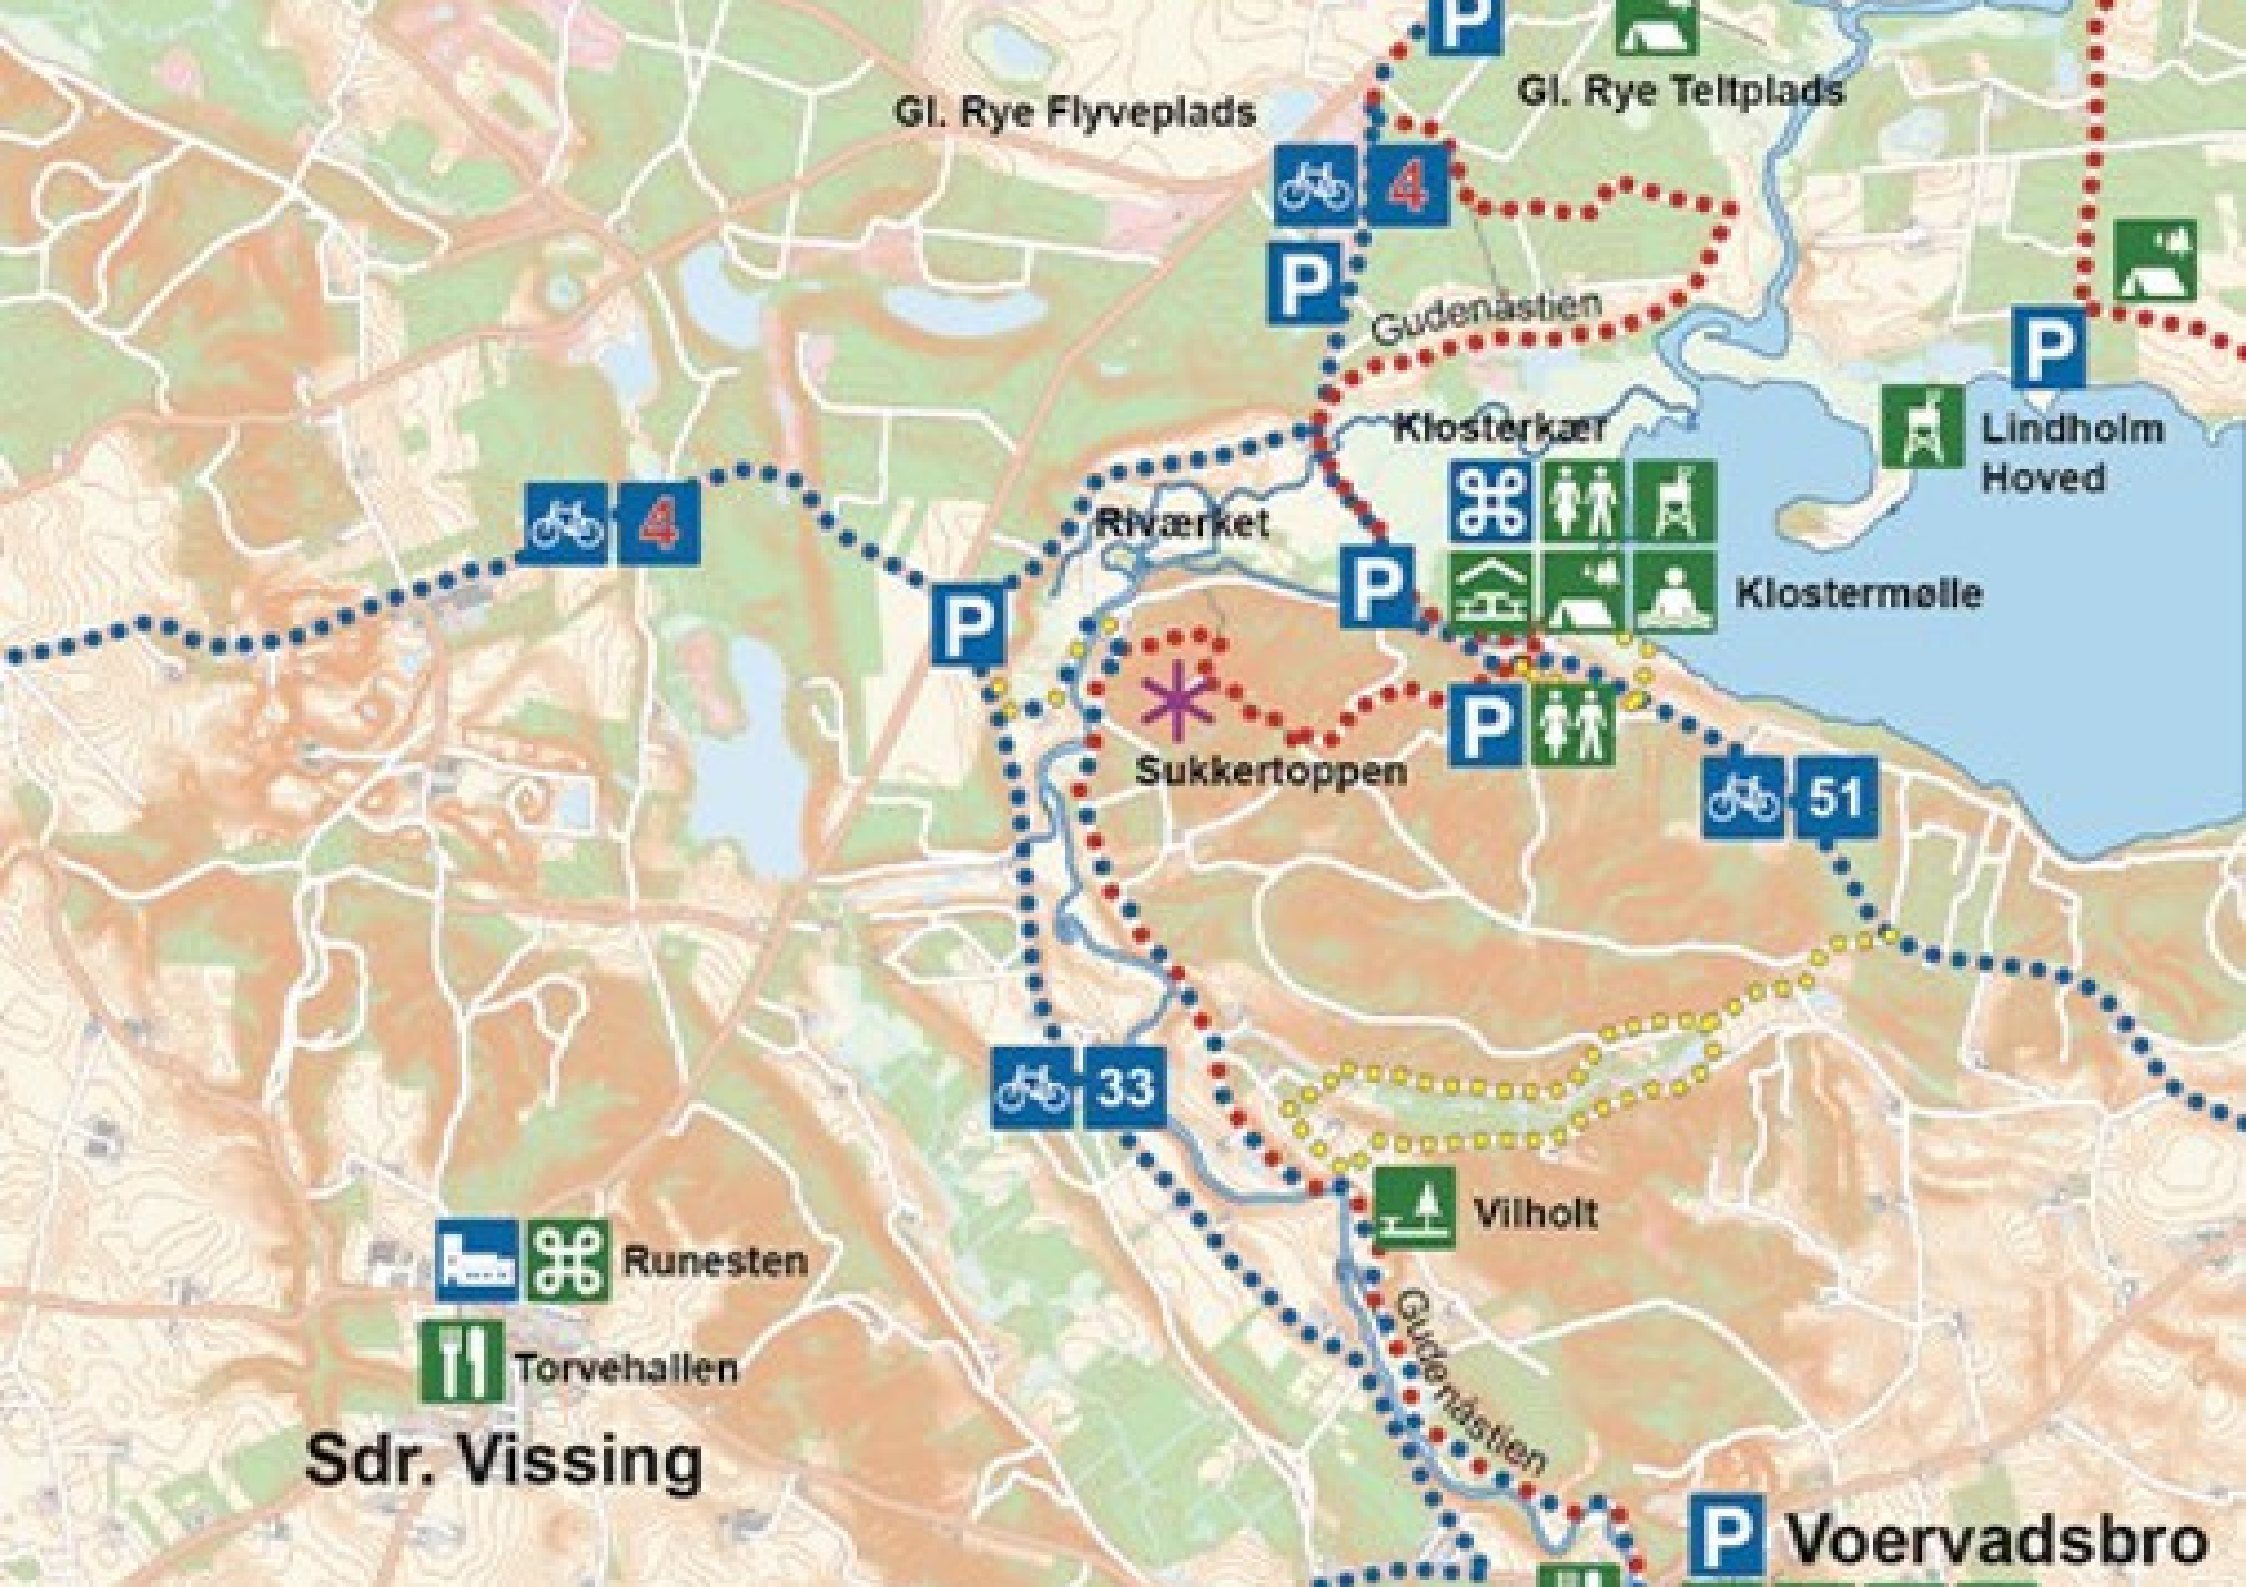 P
Gl. Rye Teltplads
Gl. Rye Flyveplads
4
P
Gudenåstien
P
Klosterkær
Lindholm
Hoved
4
Riværket
P
Klostermølle
P
P
Sukkertoppen
51
33
Vilholt
Runesten
Gudenåstien
Torvehallen
Sdr. Vissing
P
Voervadsbro